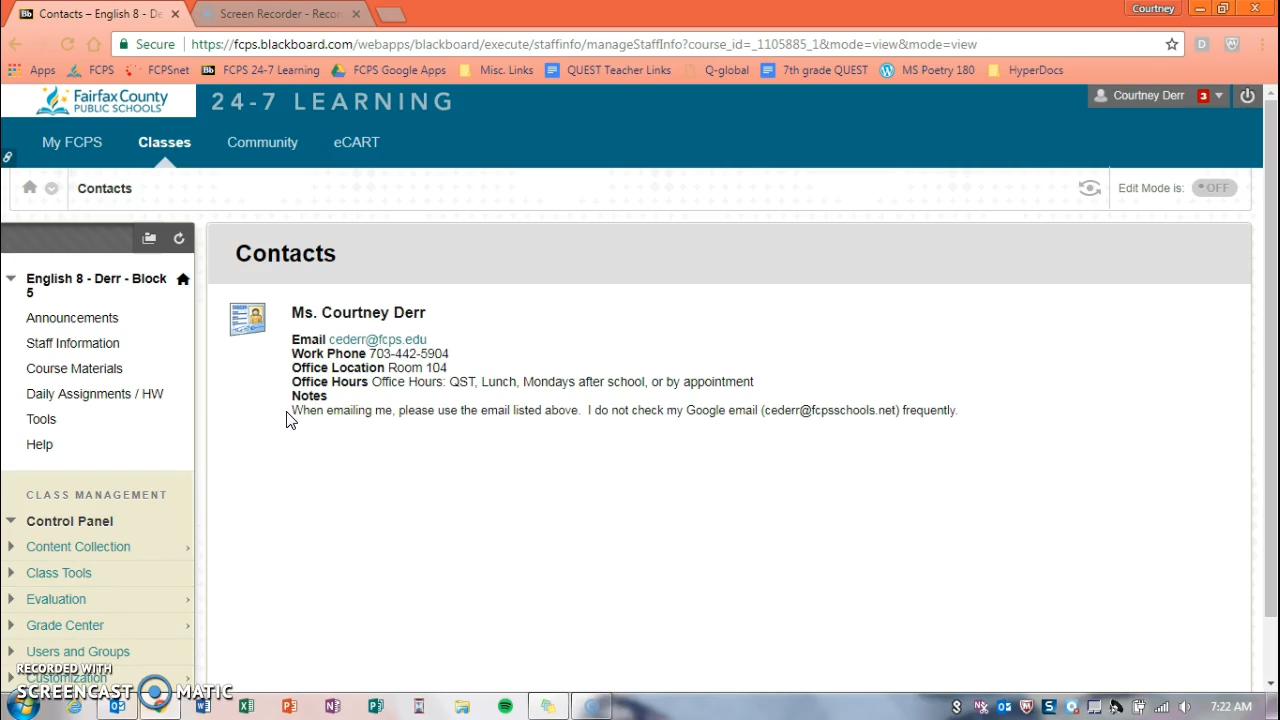 Contacts – English 8 - De
Screen Recorder - Recor
Courtney
Secure
https://fcps.blackboard.com/webapps/blackboard/execute/staffinfo/manageStaffInfo?course_id=_1105885_1&mode=view&mode=view
Apps
FCPS
FCPSnet
Bb
FCPS 24-7 Learning
FCPS Google Apps
Misc. Links
QUEST Teacher Links
Q-global
7th grade QUEST
MS Poetry 180
HyperDocs
Fairfax County
PUBLIC SCHOOLS
24-7 LEARNING
Courtney Derr 3
My FCPS
Classes
Community
eCART
Contacts
Edit Mode is: OFF
English 8 - Derr - Block
5
Announcements
Staff Information
Course Materials
Daily Assignments / HW
Tools
Help
CLASS MANAGEMENT
Control Panel
Content Collection
Class Tools
Evaluation
Grade Center
Users and Groups
Customization
Contacts
Ms. Courtney Derr
Email cederr@fcps.edu
Work Phone 703-442-5904
Office Location Room 104
Office Hours Office Hours: QST, Lunch, Mondays after school, or by appointment
Notes
When emailing me, please use the email listed above. I do not check my Google email (cederr@fcpsschools.net) frequently.
RECORDED WITH
SCREENCAST MATIC
7:22 AM